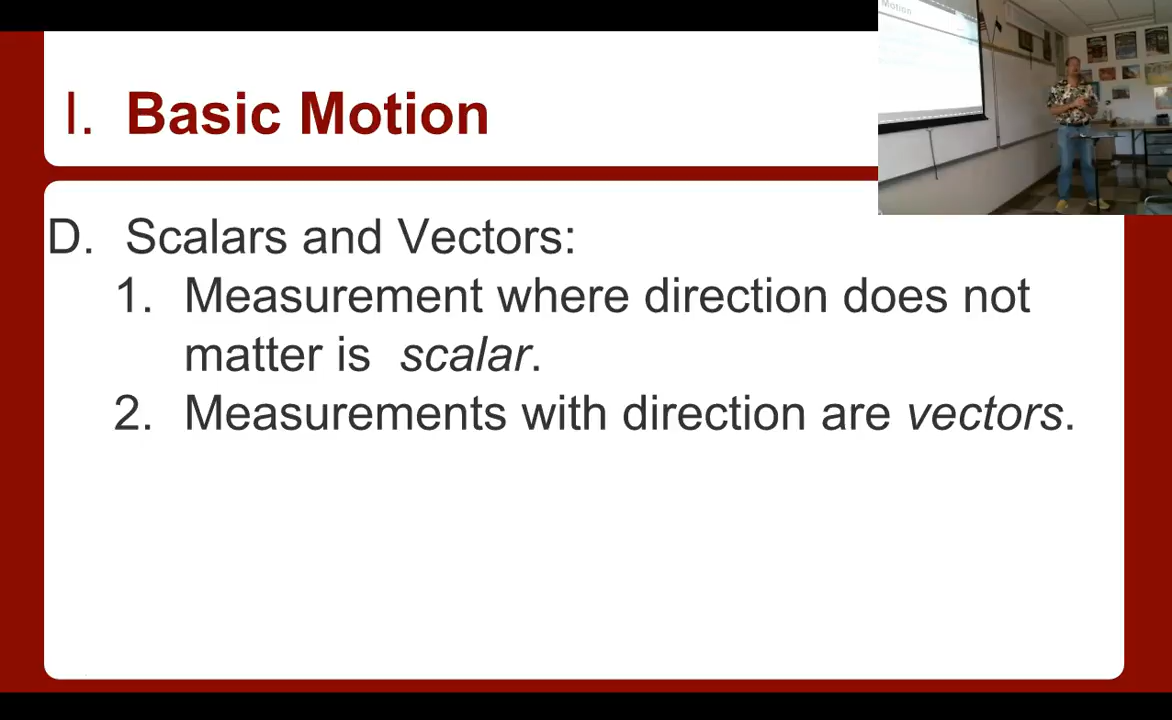 I. Basic Motion
Motion
D. Scalars and Vectors:
1. Measurement where direction does not
matter is scalar.
2. Measurements with direction are vectors.